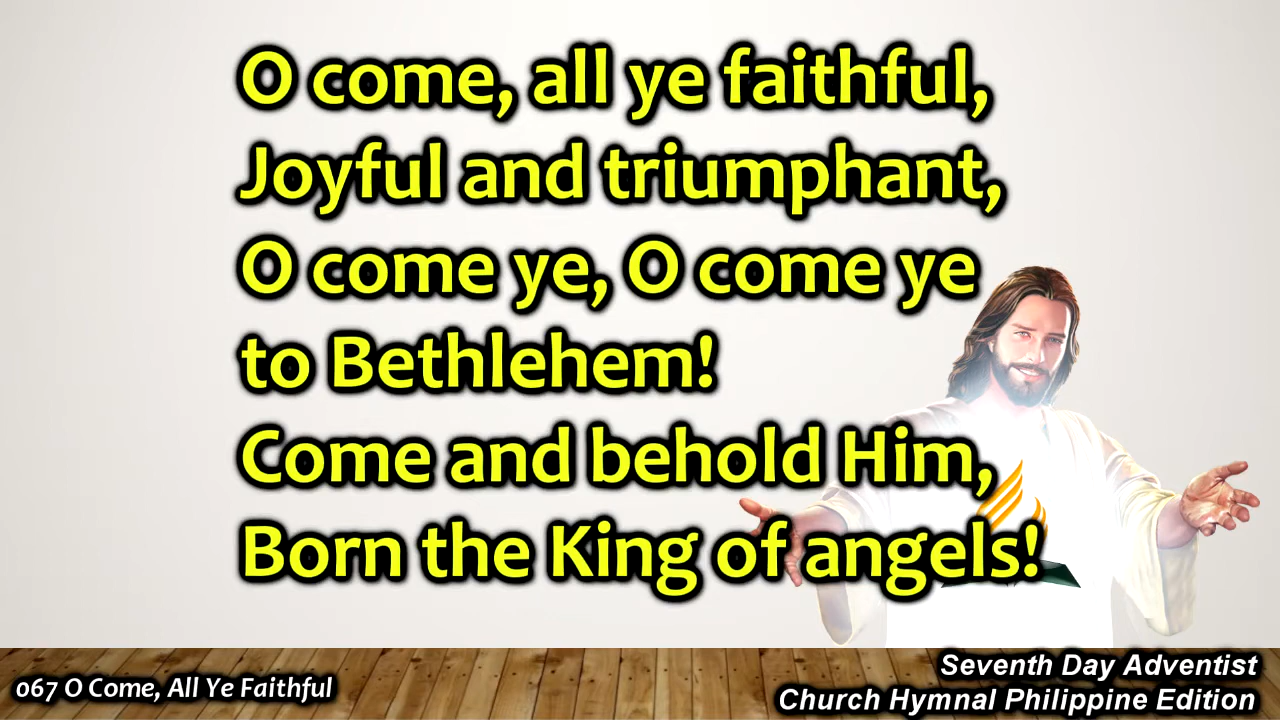 O come, all ye faithful,
Joyful and triumphant,
O come ye, O come ye
to Bethlehem!
Come and behold Him,
Born the King of angels!
067 O Come, All Ye Faithful
Seventh Day Adventist
Church Hymnal Philippine Edition